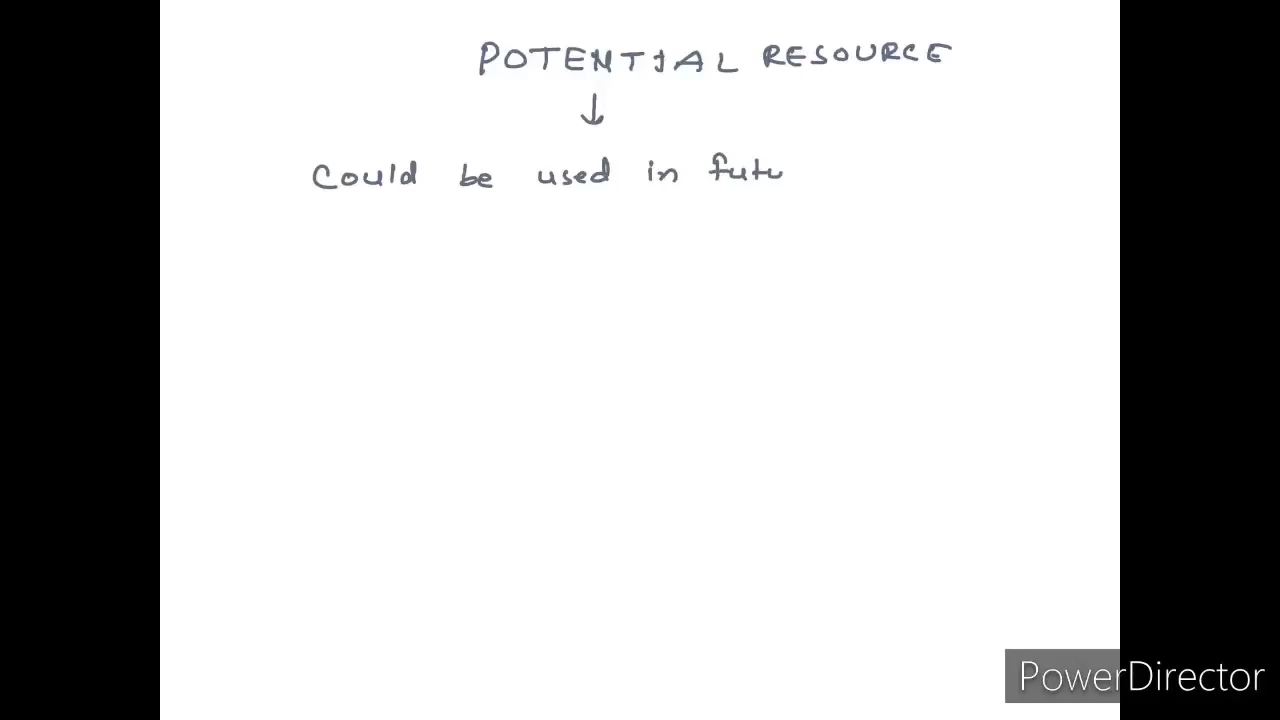 POTENTIAL RESOURCE
↓
Could be used in futu
PowerDirector